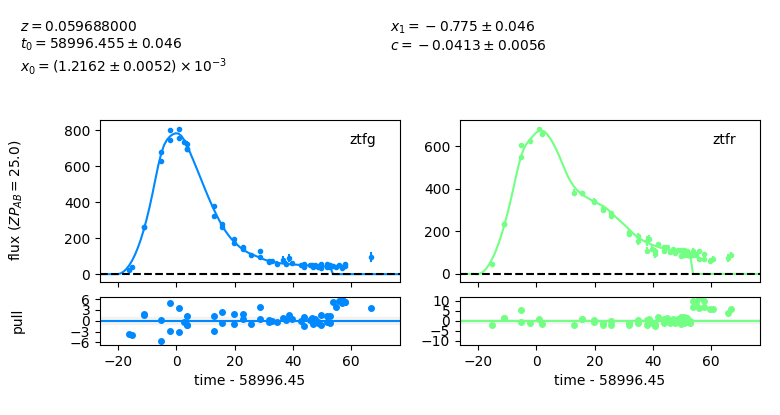 z = 0.059688000
t₀ = 58996.455 ± 0.046
x₀ = (1.2162 ± 0.0052) × 10⁻³
x₁ = −0.775 ± 0.046
c = −0.0413 ± 0.0056
flux (ZP_AB = 25.0)
800
600
400
200
0
ztfg
600
400
200
0
ztfr
pull
6
3
0
−3
−6
−20
0
20
40
60
time - 58996.45
10
5
0
−5
−10
−20
0
20
40
60
time - 58996.45